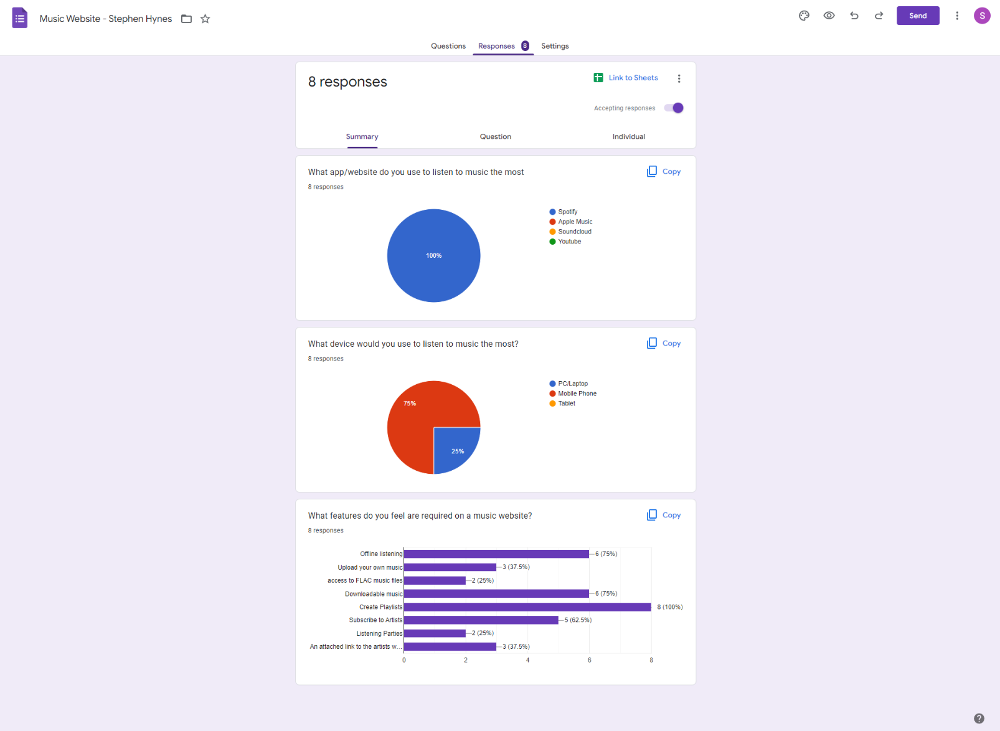 Music Website - Stephen Hynes
Send
S
Questions
Responses 8
Settings
8 responses
Link to Sheets
Accepting responses
Summary
Question
Individual
What app/website do you use to listen to music the most
Copy
8 responses
100%
Spotify
Apple Music
Soundcloud
Youtube
What device would you use to listen to music the most?
Copy
8 responses
75%
25%
PC/Laptop
Mobile Phone
Tablet
What features do you feel are required on a music website?
Copy
8 responses
Offline listening 6 (75%)
Upload your own music 3 (37.5%)
access to FLAC music files 2 (25%)
Downloadable music 6 (75%)
Create Playlists 8 (100%)
Subscribe to Artists 5 (62.5%)
Listening Parties 2 (25%)
An attached link to the artists w... 3 (37.5%)
0 2 4 6 8
?